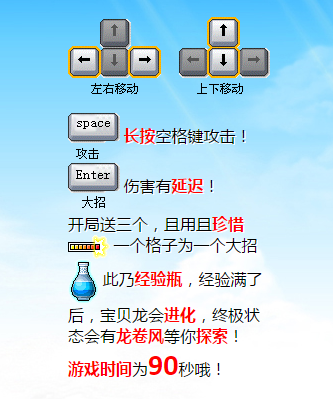 左右移动 上下移动
space
长按空格键攻击！
攻击
Enter
伤害有延迟！
大招
开局送三个，且用且珍惜
一个格子为一个大招
此乃经验瓶，经验满了
后，宝贝龙会进化，终极状
态会有龙卷风等你探索！
游戏时间为90秒哦！